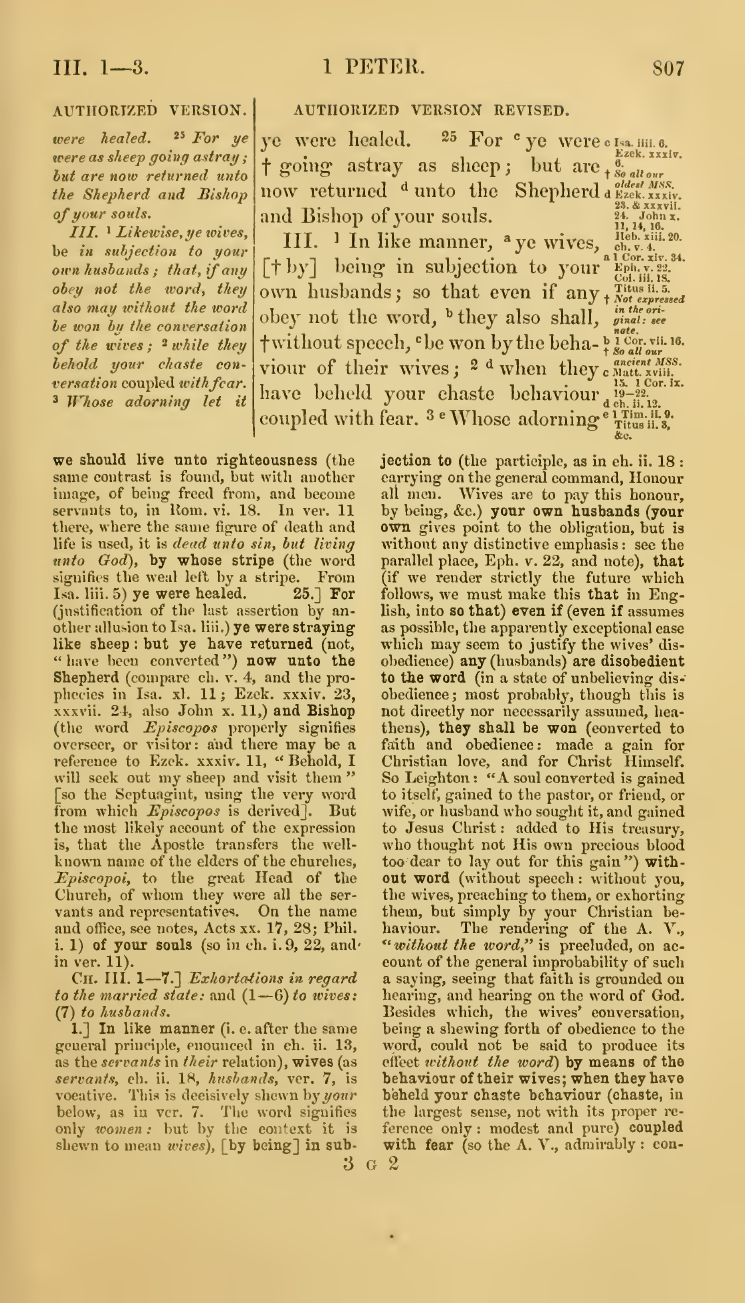 III. 1—3.
1 PETER.
807
AUTHORIZED VERSION.
were healed. 25 For ye
were as sheep going astray;
but are now returned unto
the Shepherd and Bishop
of your souls.
III. 1 Likewise, ye wives,
be in subjection to your
own husbands; that, if any
obey not the word, they
also may without the word
be won by the conversation
of the wives; 2 while they
behold your chaste con-
versation coupled with fear.
3 Whose adorning let it
AUTHORIZED VERSION REVISED.
ye were healed. 25 For c ye were
† going astray as sheep; but are
now returned d unto the Shepherd
and Bishop of your souls.
III. 1 In like manner, a ye wives,
[† by] being in subjection to your
own husbands; so that even if any
obey not the word, b they also shall,
† without speech, c be won by the beha-
viour of their wives; 2 d when they
have beheld your chaste behaviour
coupled with fear. 3 e Whose adorning
c Isa. liii. 6.
Ezek. xxxiv.
6.
† So all our
oldest MSS.
d Ezek. xxxiv.
23. & xxxvii.
24. John x.
11, 14, 16.
Heb. xiii. 20.
ch. v. 4.
a 1 Cor. xiv. 34.
Eph. v. 22.
Col. iii. 18.
Titus ii. 5.
† Not expressed
in the ori-
ginal: see
note.
b 1 Cor. vii. 16.
† So all our
ancient MSS.
c Matt. xviii.
15. 1 Cor. ix.
19—22.
d ch. ii. 12.
e 1 Tim. ii. 9.
Titus ii. 3,
&c.
we should live unto righteousness (the
same contrast is found, but with another
image, of being freed from, and become
servants to, in Rom. vi. 18. In ver. 11
there, where the same figure of death and
life is used, it is dead unto sin, but living
unto God), by whose stripe (the word
signifies the weal left by a stripe. From
Isa. liii. 5) ye were healed. 25.] For
(justification of the last assertion by an-
other allusion to Isa. liii.) ye were straying
like sheep: but ye have returned (not,
“have been converted”) now unto the
Shepherd (compare ch. v. 4, and the pro-
phecies in Isa. xl. 11; Ezek. xxxiv. 23,
xxxvii. 24, also John x. 11,) and Bishop
(the word Episcopos properly signifies
overseer, or visitor: and there may be a
reference to Ezek. xxxiv. 11, “Behold, I
will seek out my sheep and visit them”
[so the Septuagint, using the very word
from which Episcopos is derived]. But
the most likely account of the expression
is, that the Apostle transfers the well-
known name of the elders of the churches,
Episcopoi, to the great Head of the
Church, of whom they were all the ser-
vants and representatives. On the name
and office, see notes, Acts xx. 17, 28; Phil.
i. 1) of your souls (so in ch. i. 9, 22, and
in ver. 11).
CH. III. 1—7.] Exhortations in regard
to the married state: and (1—6) to wives:
(7) to husbands.
1.] In like manner (i. e. after the same
general principle, enounced in ch. ii. 13,
as the servants in their relation), wives (as
servants, ch. ii. 18, husbands, ver. 7, is
vocative. This is decisively shewn by your
below, as in ver. 7. The word signifies
only women: but by the context it is
shewn to mean wives), [by being] in sub-
jection to (the participle, as in ch. ii. 18:
carrying on the general command, Honour
all men. Wives are to pay this honour,
by being, &c.) your own husbands (your
own gives point to the obligation, but is
without any distinctive emphasis: see the
parallel place, Eph. v. 22, and note), that
(if we render strictly the future which
follows, we must make this that in Eng-
lish, into so that) even if (even if assumes
as possible, the apparently exceptional case
which may seem to justify the wives' dis-
obedience) any (husbands) are disobedient
to the word (in a state of unbelieving dis-
obedience; most probably, though this is
not directly nor necessarily assumed, hea-
thens), they shall be won (converted to
faith and obedience: made a gain for
Christian love, and for Christ Himself.
So Leighton: “A soul converted is gained
to itself, gained to the pastor, or friend, or
wife, or husband who sought it, and gained
to Jesus Christ: added to His treasury,
who thought not His own precious blood
too dear to lay out for this gain”) with-
out word (without speech: without you,
the wives, preaching to them, or exhorting
them, but simply by your Christian be-
haviour. The rendering of the A. V.,
“without the word,” is precluded, on ac-
count of the general improbability of such
a saying, seeing that faith is grounded on
hearing, and hearing on the word of God.
Besides which, the wives' conversation,
being a shewing forth of obedience to the
word, could not be said to produce its
effect without the word) by means of the
behaviour of their wives; when they have
beheld your chaste behaviour (chaste, in
the largest sense, not with its proper re-
ference only: modest and pure) coupled
with fear (so the A. V., admirably: con-
3 G 2